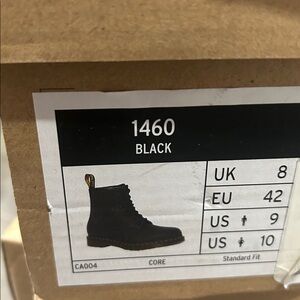 1460
BLACK
UK 8
EU 42
US 9
US 10
CA004 CORE Standard Fit